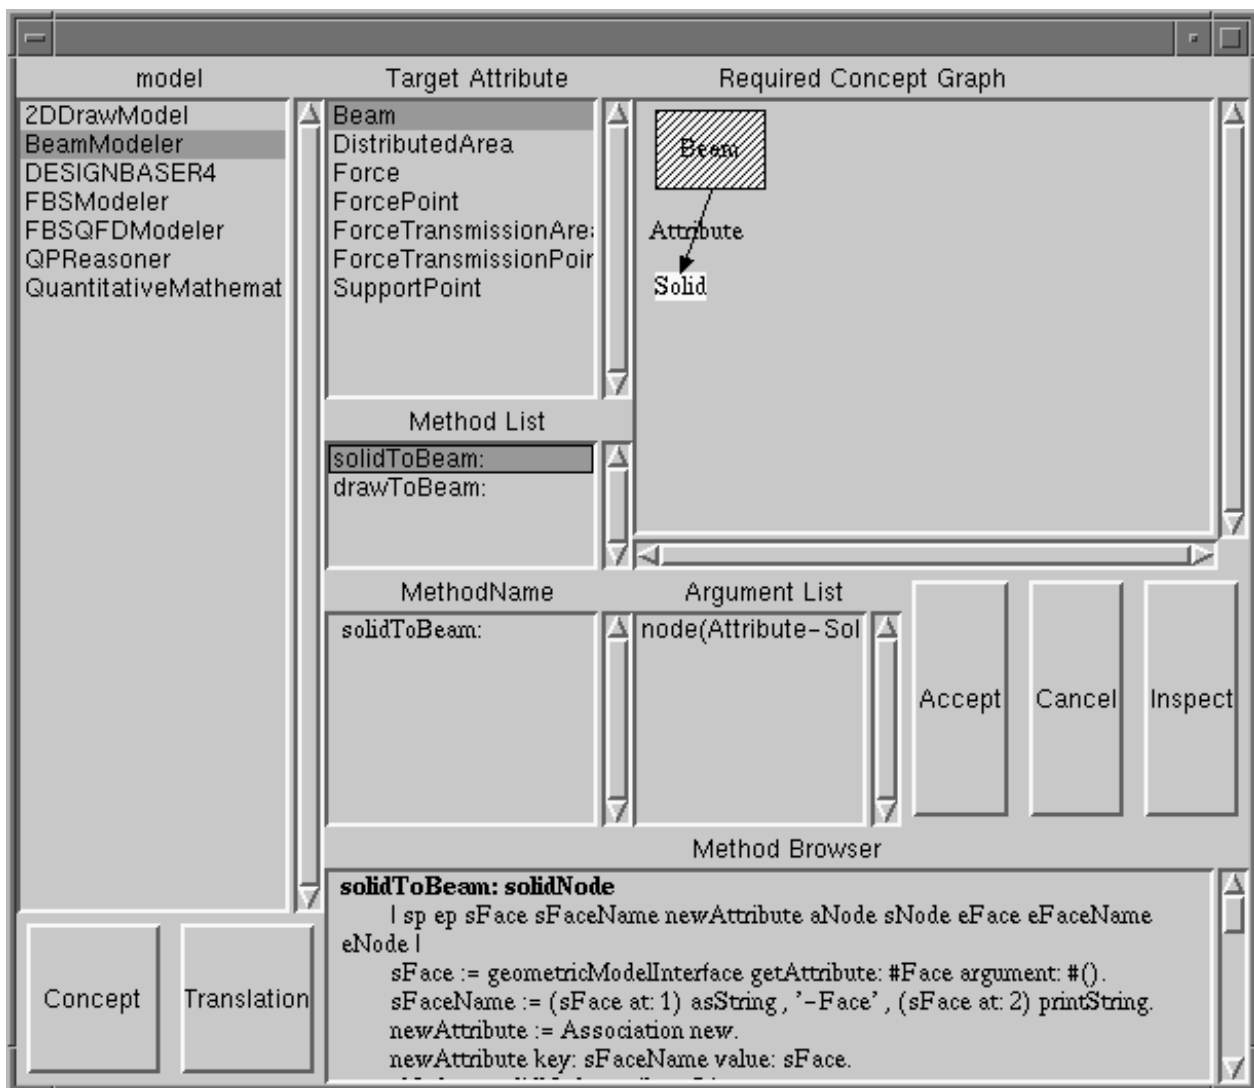 model
2DDrawModel
BeamModeler
DESIGNBASER4
FBSModeler
FBSQFDModeler
QPReasoner
QuantitativeMathemat
Concept
Translation
Target Attribute
Beam
DistributedArea
Force
ForcePoint
ForceTransmissionArea
ForceTransmissionPoin
SupportPoint
Method List
solidToBeam:
drawToBeam:
Required Concept Graph
Beam
Attribute
Solid
MethodName
solidToBeam:
Argument List
node(Attribute-Sol
Accept
Cancel
Inspect
Method Browser
solidToBeam: solidNode
| sp ep sFace sFaceName newAttribute aNode sNode eFace eFaceName
eNode |
sFace := geometricModelInterface getAttribute: #Face argument: #().
sFaceName := (sFace at: 1) asString , '-Face' , (sFace at: 2) printString.
newAttribute := Association new.
newAttribute key: sFaceName value: sFace.